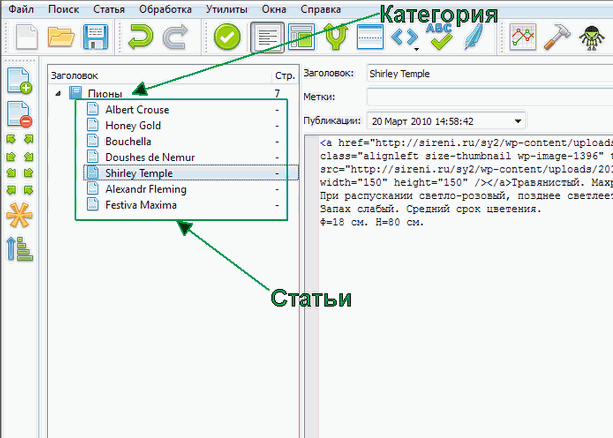 Файл Поиск Статья Обработка Утилиты Окна Справка
Категория
ABC
Заголовок Стр.
Пионы 7
Albert Crouse -
Honey Gold -
Bouchella -
Doushes de Nemur -
Shirley Temple -
Alexandr Fleming -
Festiva Maxima -
Статьи
Заголовок: Shirley Temple
Метки:
Публикации: 20 Март 2010 14:58:42
<a href="http://sireni.ru/sy2/wp-content/uploads
class="alignleft size-thumbnail wp-image-1396" t
src="http://sireni.ru/sy2/wp-content/uploads/201
width="150" height="150" /></a>Травянистый. Махр
При распускании светло-розовый, позднее светлеет
Запах слабый. Средний срок цветения.
Ф=18 см. Н=80 см.